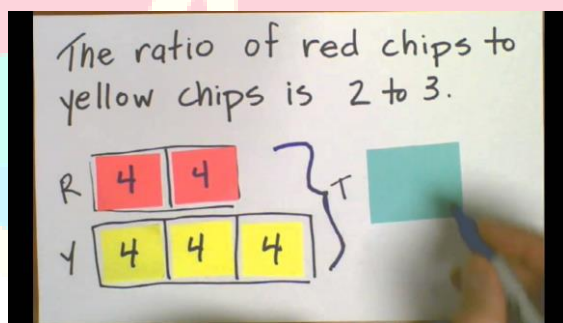 The ratio of red chips to
yellow chips is 2 to 3.
R 4 4
T
Y 4 4 4